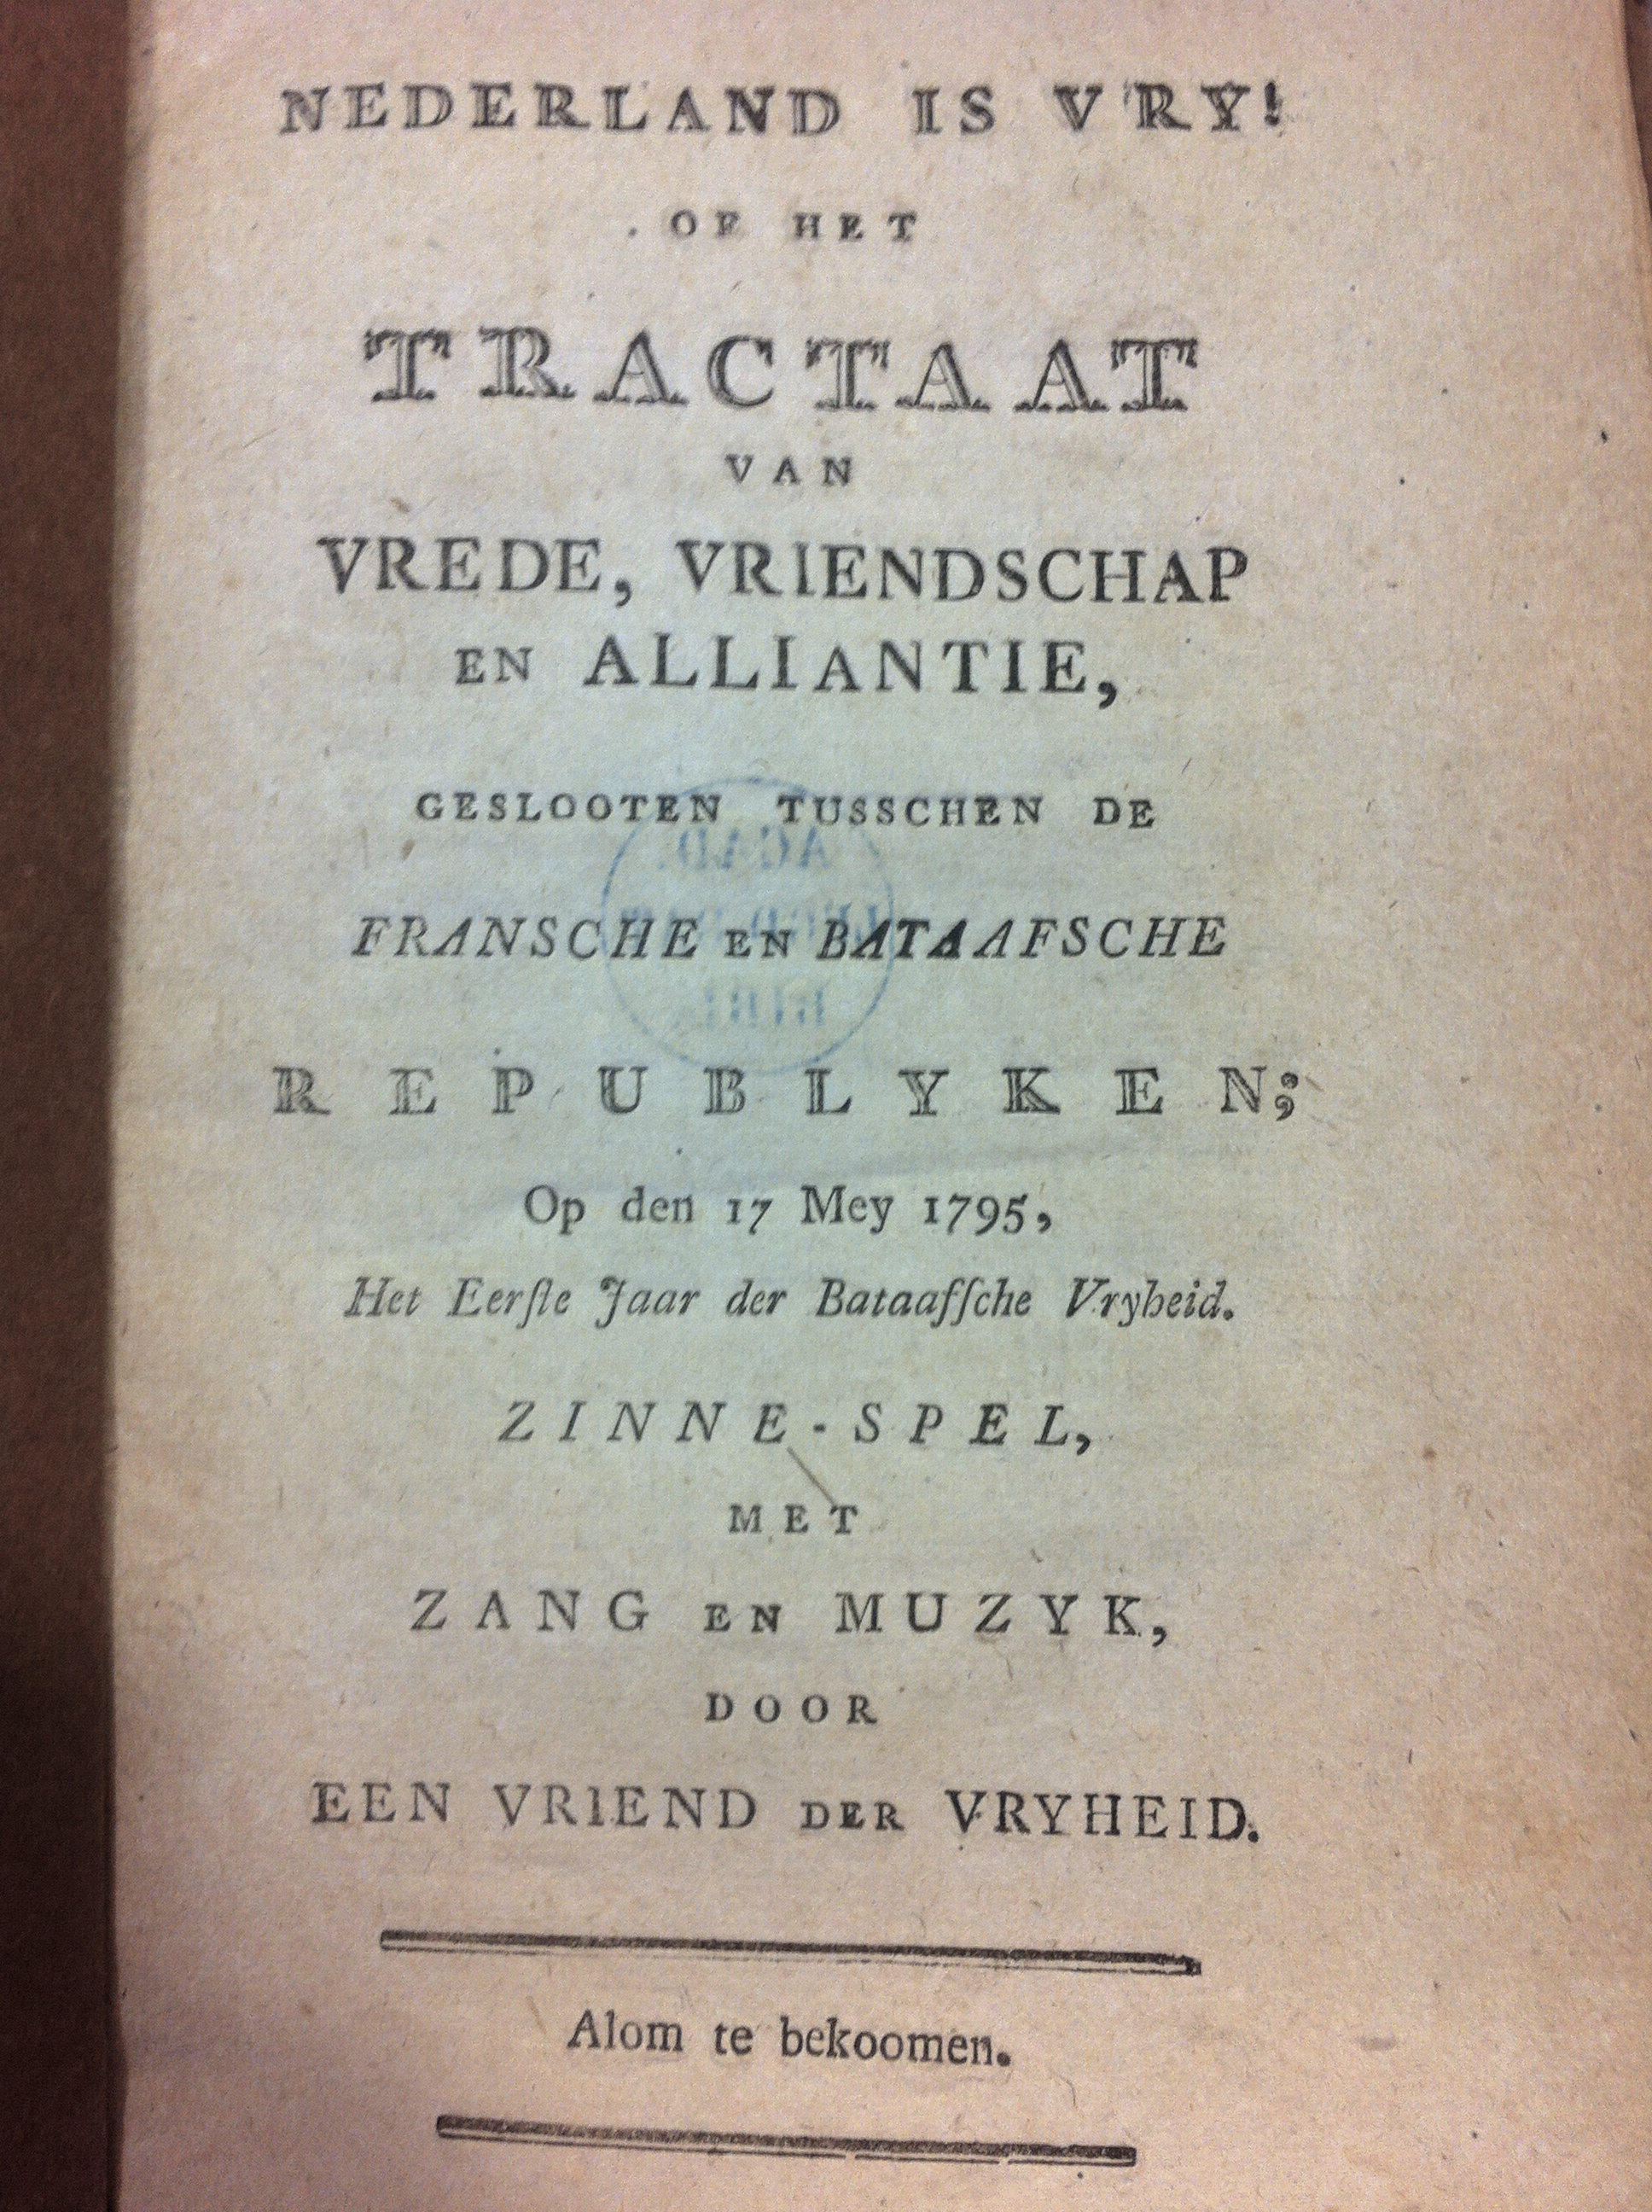 NEDERLAND IS VRY!
OF HET
TRACTAAT
VAN
VREDE, VRIENDSCHAP
EN ALLIANTIE,
GESLOOTEN TUSSCHEN DE
FRANSCHE EN BATAAFSCHE
REPUBLYKEN;
Op den 17 Mey 1795,
Het Eerſte Jaar der Bataafſche Vryheid.
ZINNE-SPEL,
MET
ZANG EN MUZYK,
DOOR
EEN VRIEND DER VRYHEID.
Alom te bekoomen.